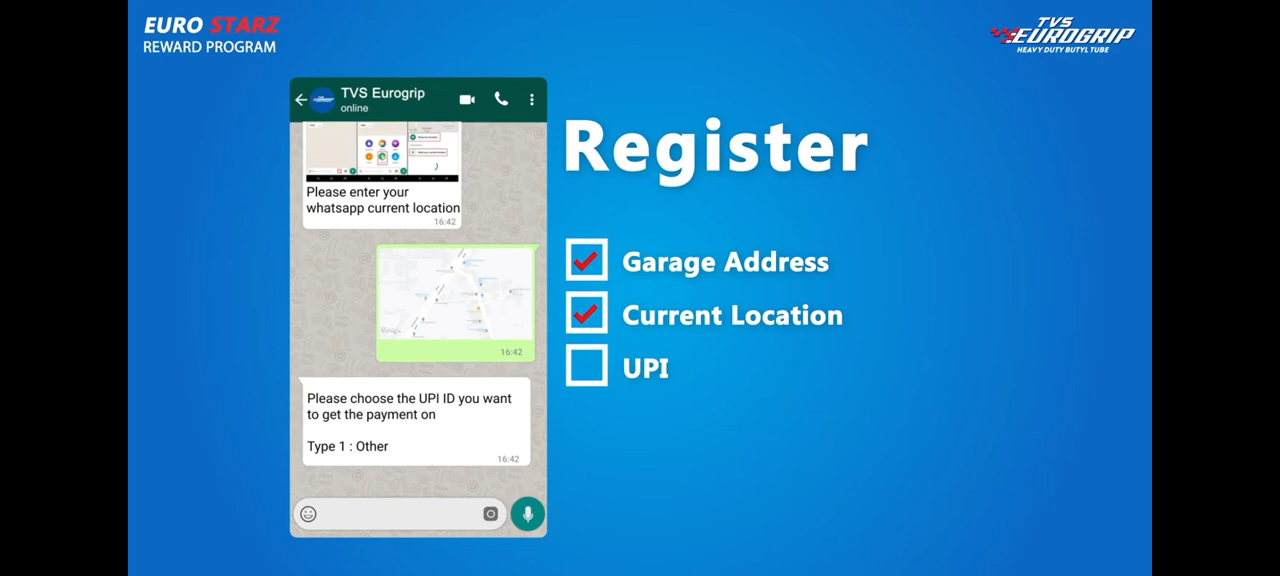 EURO STARZ
REWARD PROGRAM
TVS
EUROGRIP
HEAVY DUTY BUTYL TUBE
TVS Eurogrip
online
Please enter your
whatsapp current location
16:42
Google
16:42
Please choose the UPI ID you want
to get the payment on
Type 1 : Other
16:42
Register
Garage Address
Current Location
UPI